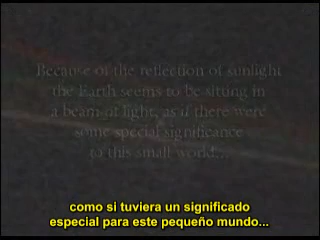 Because of the reflection of sunlight
the Earth seems to be sitting in
a beam of light, as if there were
some special significance
to this small world...
como si tuviera un significado
especial para este pequeño mundo...